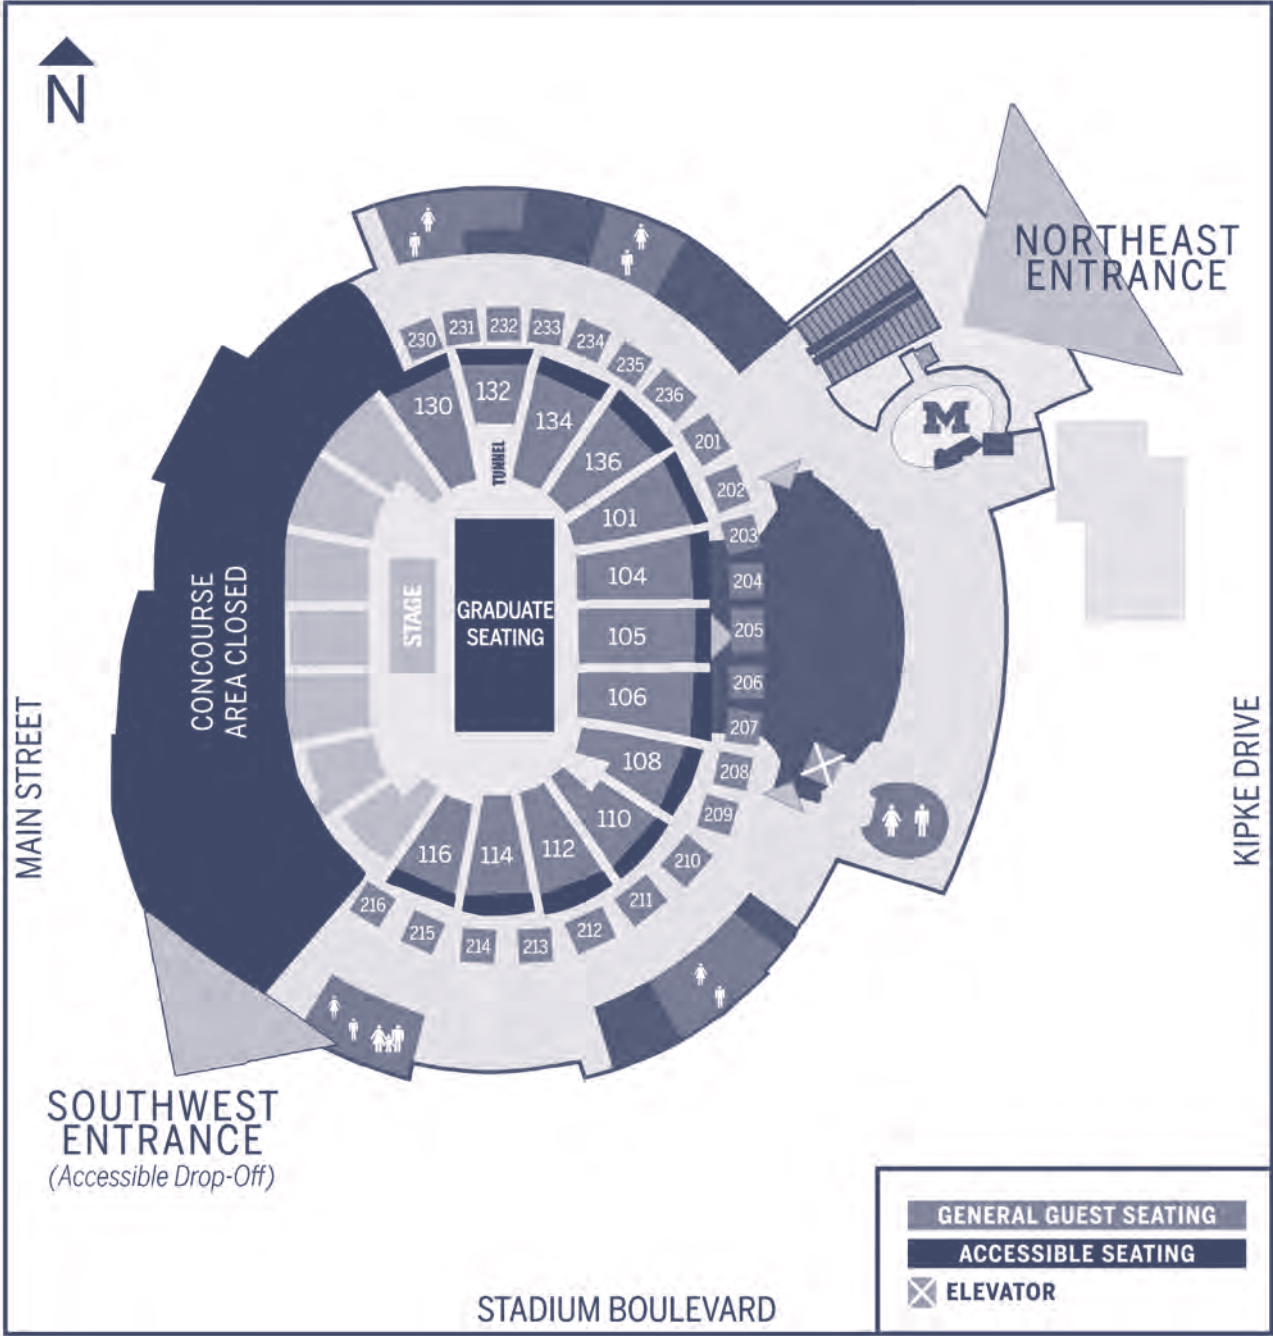 N
NORTHEAST
ENTRANCE
230
231
232
233
234
235
236
201
202
203
204
205
206
207
208
209
210
211
212
213
214
215
216
130
132
134
136
101
104
105
106
108
110
112
114
116
TUNNEL
M
STAGE
GRADUATE
SEATING
CONCOURSE
AREA CLOSED
MAIN STREET
KIPKE DRIVE
SOUTHWEST
ENTRANCE
(Accessible Drop-Off)
STADIUM BOULEVARD
GENERAL GUEST SEATING
ACCESSIBLE SEATING
ELEVATOR